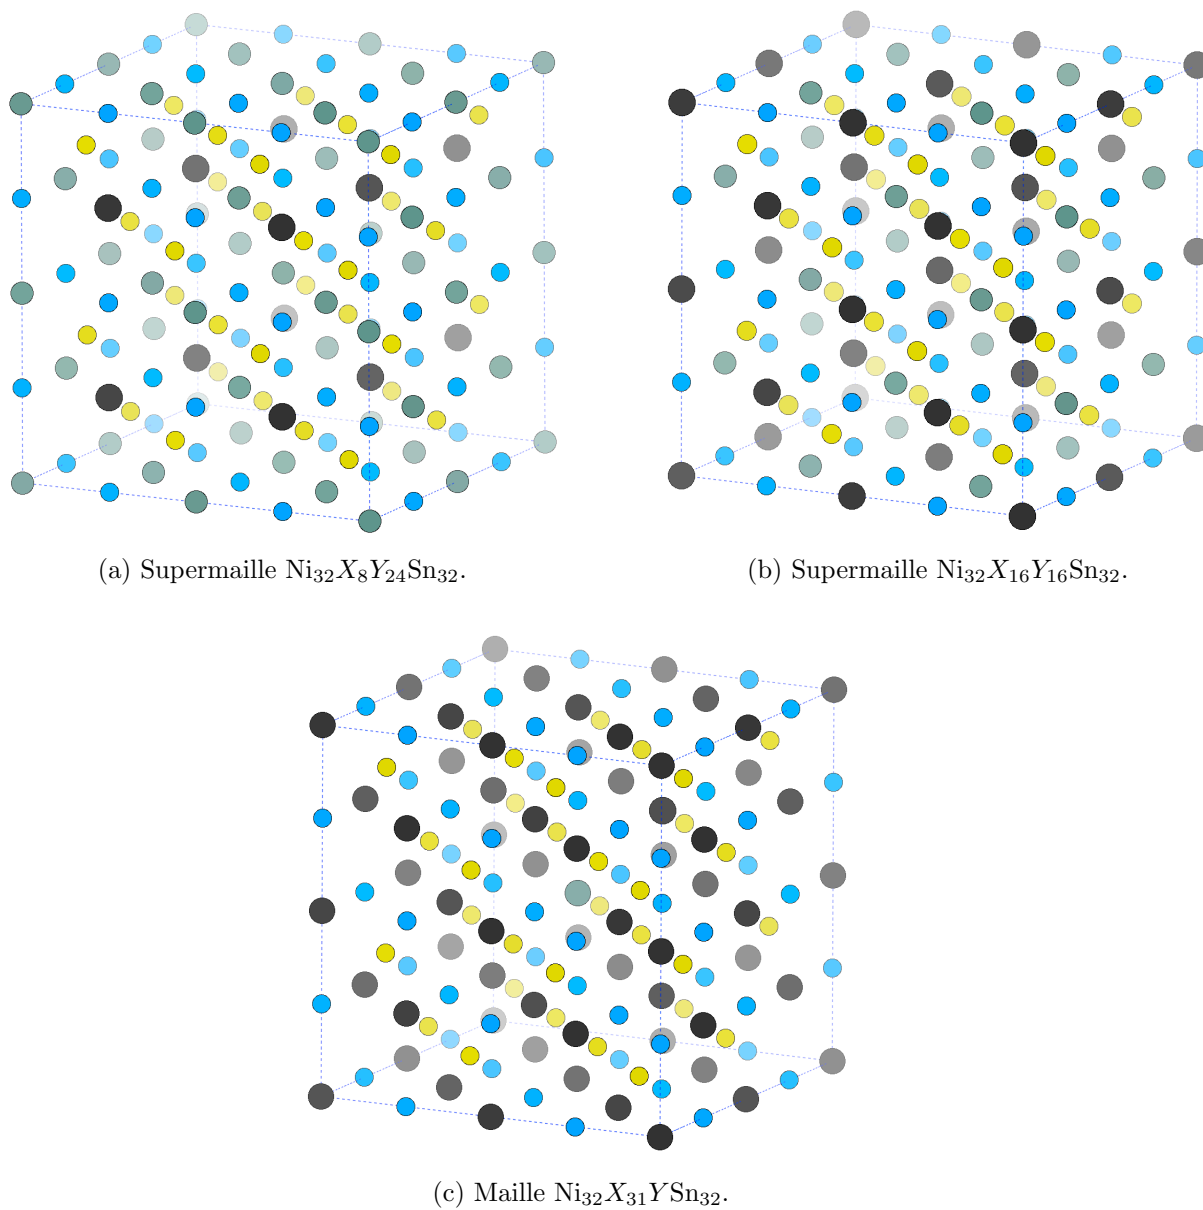 (a) Supermaille Ni₃₂X₈Y₂₄Sn₃₂.
(b) Supermaille Ni₃₂X₁₆Y₁₆Sn₃₂.
(c) Maille Ni₃₂X₃₁YSn₃₂.